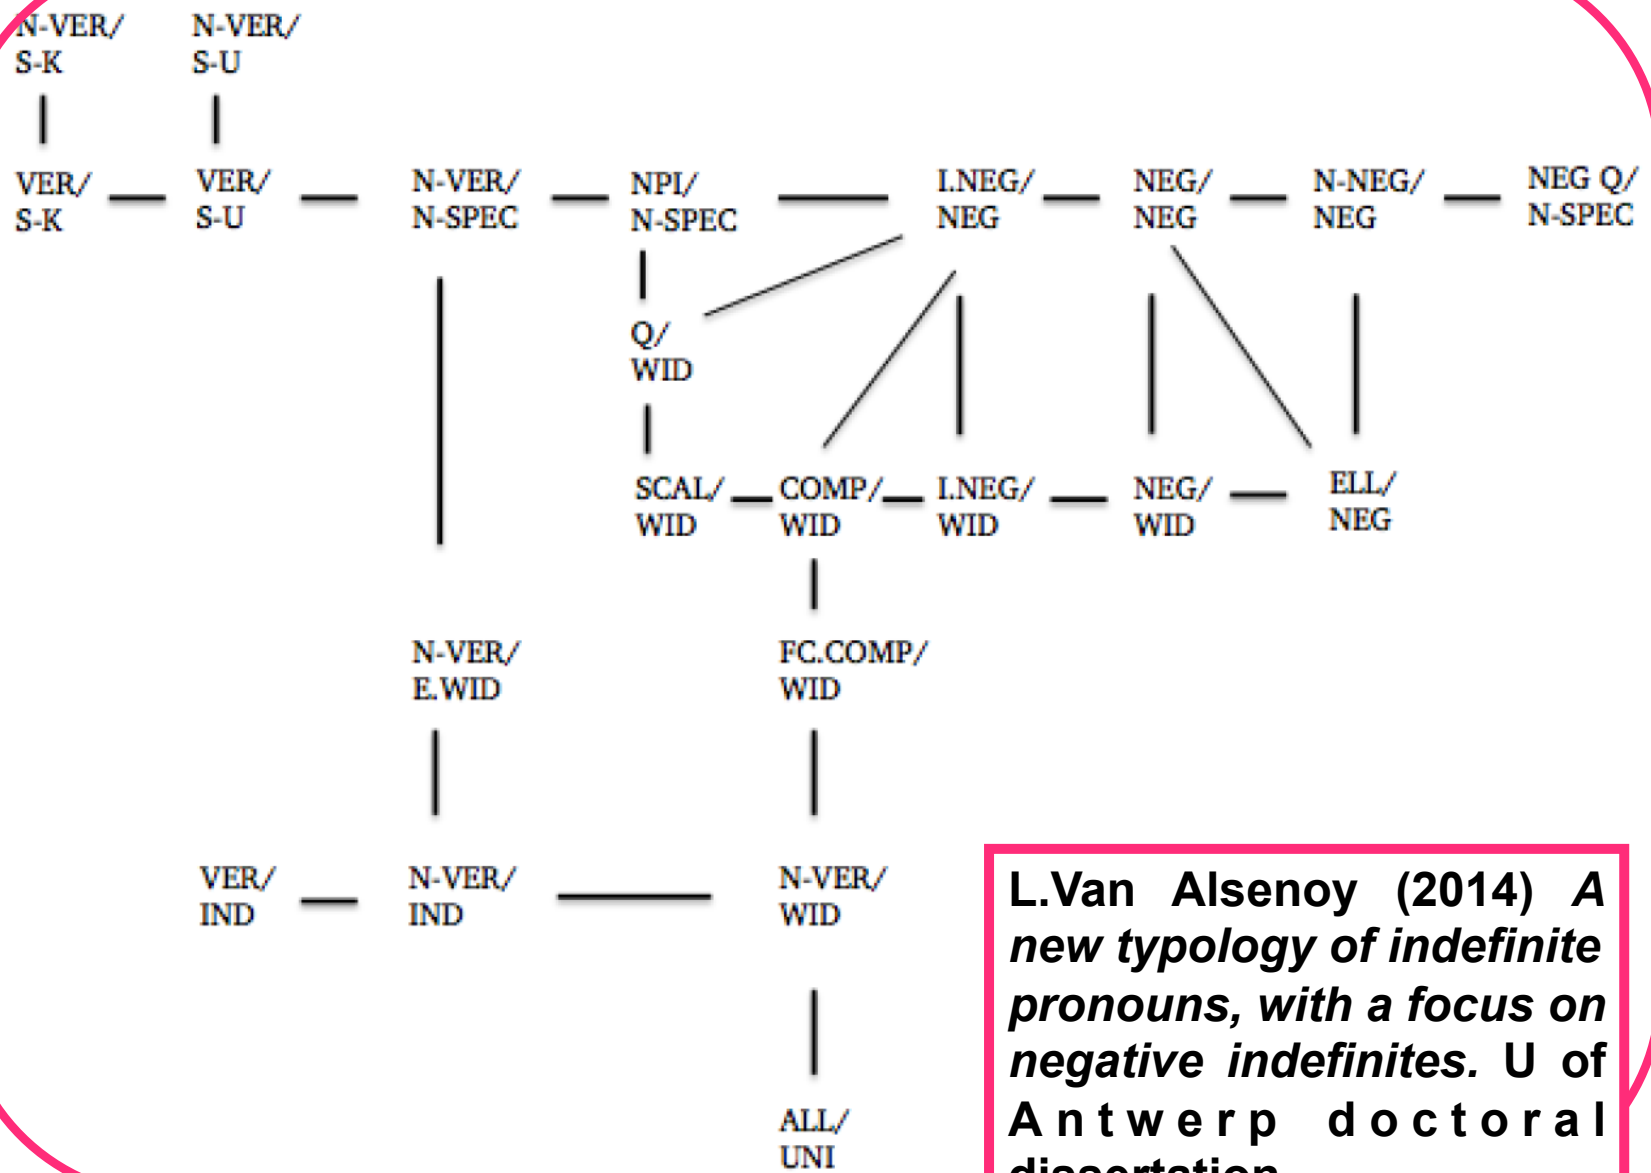 N-VER/ N-VER/
S-K S-U
VER/ VER/ N-VER/ NPI/ I.NEG/ NEG/ N-NEG/ NEG Q/
S-K S-U N-SPEC N-SPEC NEG NEG NEG N-SPEC
Q/
WID
SCAL/ COMP/ I.NEG/ NEG/ ELL/
WID WID WID WID NEG
N-VER/ FC.COMP/
E.WID WID
VER/ N-VER/ N-VER/
IND IND WID
ALL/
UNI
L.Van Alsenoy (2014) A
new typology of indefinite
pronouns, with a focus on
negative indefinites. U of
Antwerp doctoral
dissertation